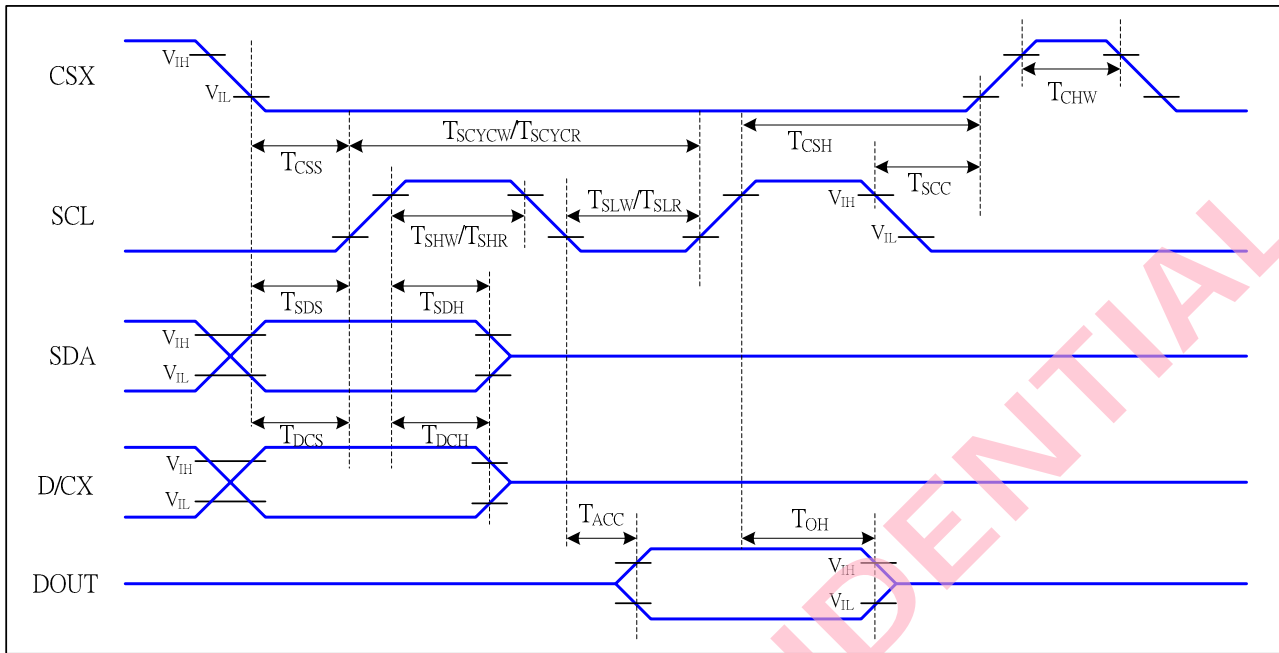 CSX
VIH
VIL
TCHW
TSCYCW/TSCYCR
TCSS
TCSH
TSCC
SCL
TSLW/TSLR
VIH
VIL
TSHW/TSHR
TSDS
TSDH
SDA
VIH
VIL
TDCS
TDCH
D/CX
VIH
VIL
TACC
TOH
DOUT
VIH
VIL
IDENTIAL